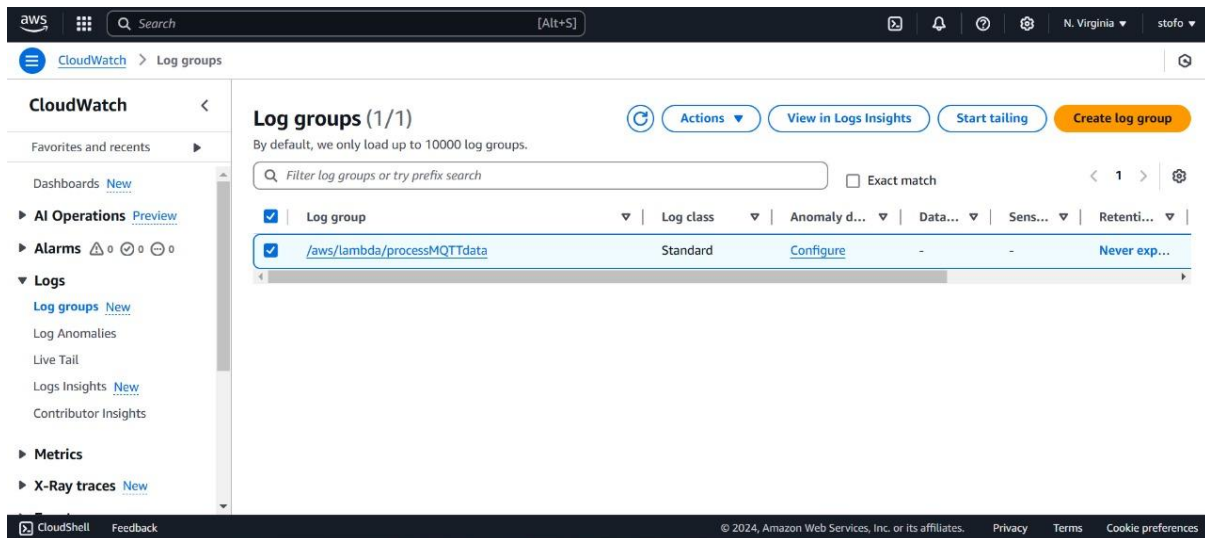 aws Search [Alt+S] N. Virginia stofo
CloudWatch > Log groups
CloudWatch
Favorites and recents
Dashboards New
AI Operations Preview
Alarms 0 0 0
Logs
Log groups New
Log Anomalies
Live Tail
Logs Insights New
Contributor Insights
Metrics
X-Ray traces New
Log groups (1/1)
Actions View in Logs Insights Start tailing Create log group
By default, we only load up to 10000 log groups.
Filter log groups or try prefix search Exact match 1
Log group Log class Anomaly d... Data... Sens... Retenti...
/aws/lambda/processMQTTdata Standard Configure - - Never exp...
CloudShell Feedback © 2024, Amazon Web Services, Inc. or its affiliates. Privacy Terms Cookie preferences